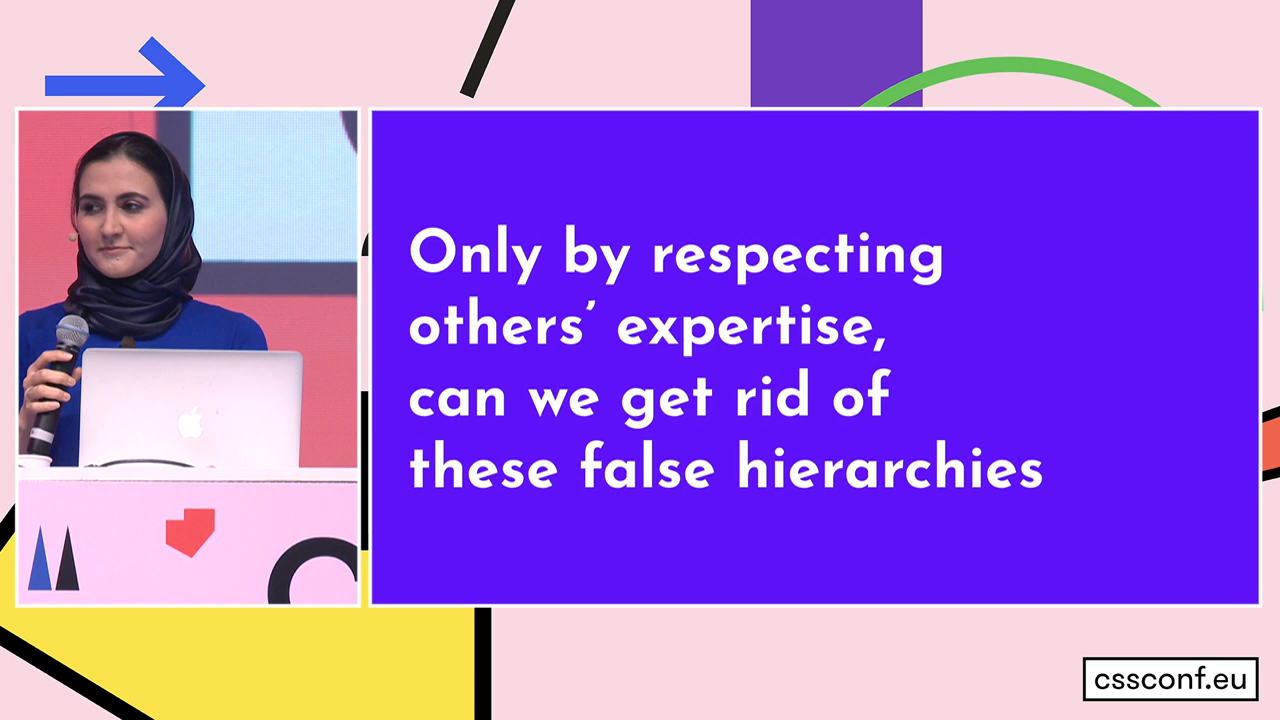 Only by respecting
others’ expertise,
can we get rid of
these false hierarchies
cssconf.eu